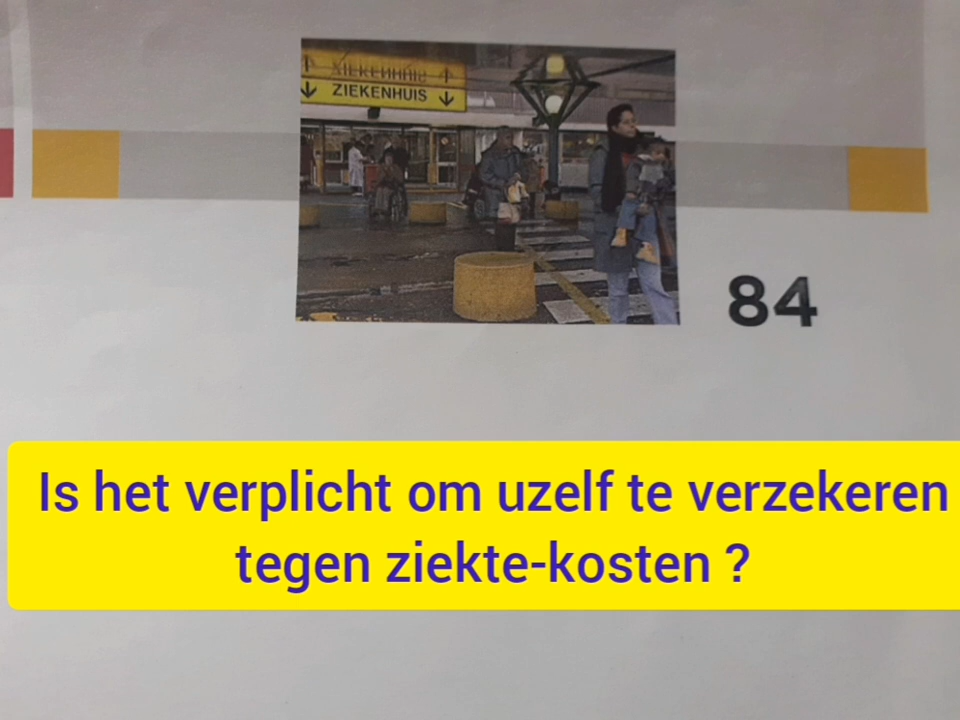 ZIEKENHUIS
ZIEKENHUIS
84
Is het verplicht om uzelf te verzekeren
tegen ziekte-kosten ?